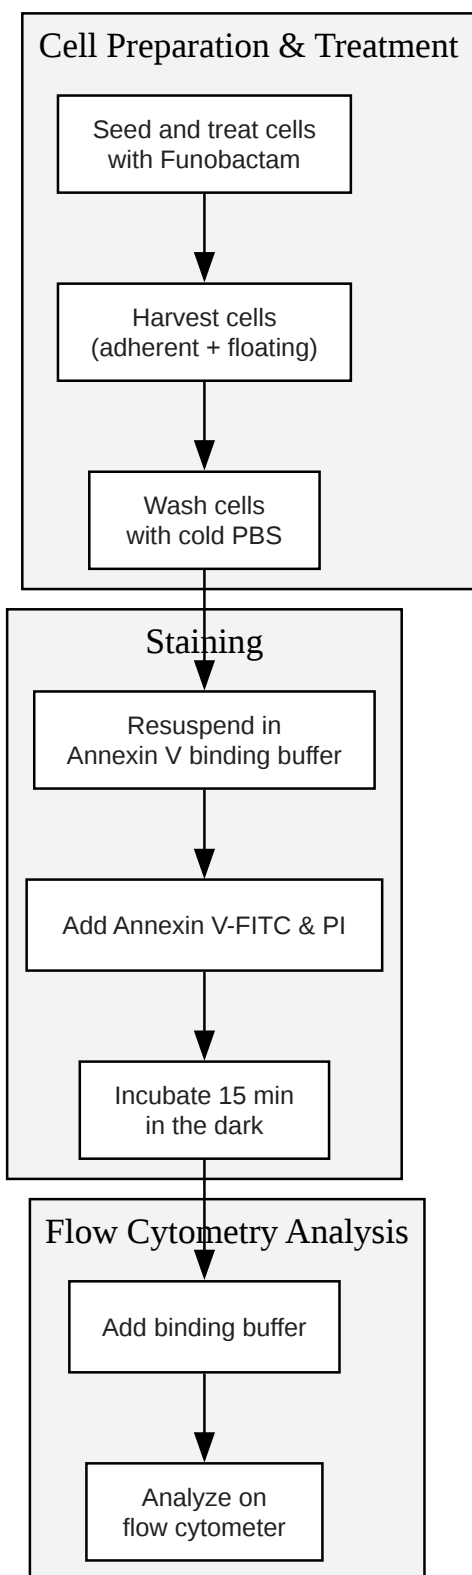 Cell Preparation & Treatment
Seed and treat cells
with Funobactam
Harvest cells
(adherent + floating)
Wash cells
with cold PBS
Staining
Resuspend in
Annexin V binding buffer
Add Annexin V-FITC & PI
Incubate 15 min
in the dark
Flow Cytometry Analysis
Add binding buffer
Analyze on
flow cytometer